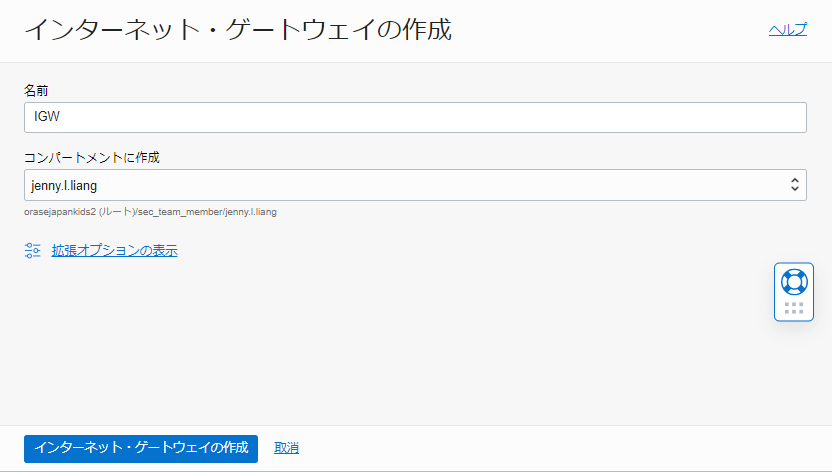 インターネット・ゲートウェイの作成
ヘルプ
名前
IGW
コンパートメントに作成
jenny.l.liang
orasejapankids2 (ルート)/sec_team_member/jenny.l.liang
拡張オプションの表示
インターネット・ゲートウェイの作成
取消